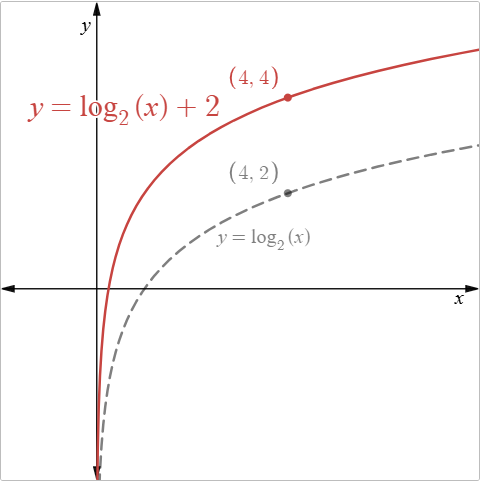 y
(4, 4)
y = log₂(x) + 2
(4, 2)
y = log₂(x)
x